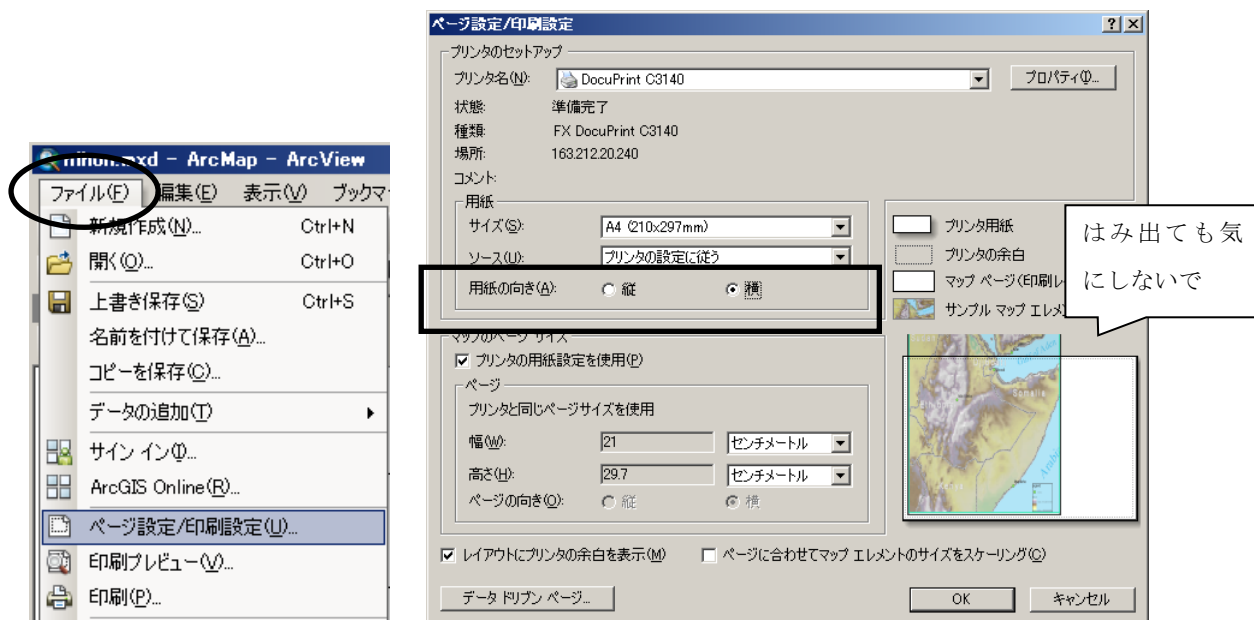 nihon.mxd - ArcMap - ArcView
ファイル(F) 編集(E) 表示(V) ブックマ
新規作成(N)... Ctrl+N
開く(O)... Ctrl+O
上書き保存(S) Ctrl+S
名前を付けて保存(A)...
コピーを保存(C)...
データの追加(T)
サイン イン(I)...
ArcGIS Online(R)...
ページ設定/印刷設定(U)...
印刷プレビュー(V)...
印刷(P)...
ページ設定/印刷設定
プリンタのセットアップ
プリンタ名(N): DocuPrint C3140 プロパティ(I)...
状態: 準備完了
種類: FX DocuPrint C3140
場所: 163.212.20.240
コメント:
用紙
サイズ(S): A4 (210x297mm)
ソース(U): プリンタの設定に従う
用紙の向き(A): 縦 横
プリンタ用紙
プリンタの余白
マップ ページ(印刷レ
サンプル マップ エレメ
はみ出ても気
にしないで
マップのページ サイズ
プリンタの用紙設定を使用(P)
ページ
プリンタと同じページサイズを使用
幅(W): 21 センチメートル
高さ(H): 29.7 センチメートル
ページの向き(O): 縦 横
Somalia
レイアウトにプリンタの余白を表示(M) ページに合わせてマップ エレメントのサイズをスケーリング(C)
データ ドリブン ページ... OK キャンセル